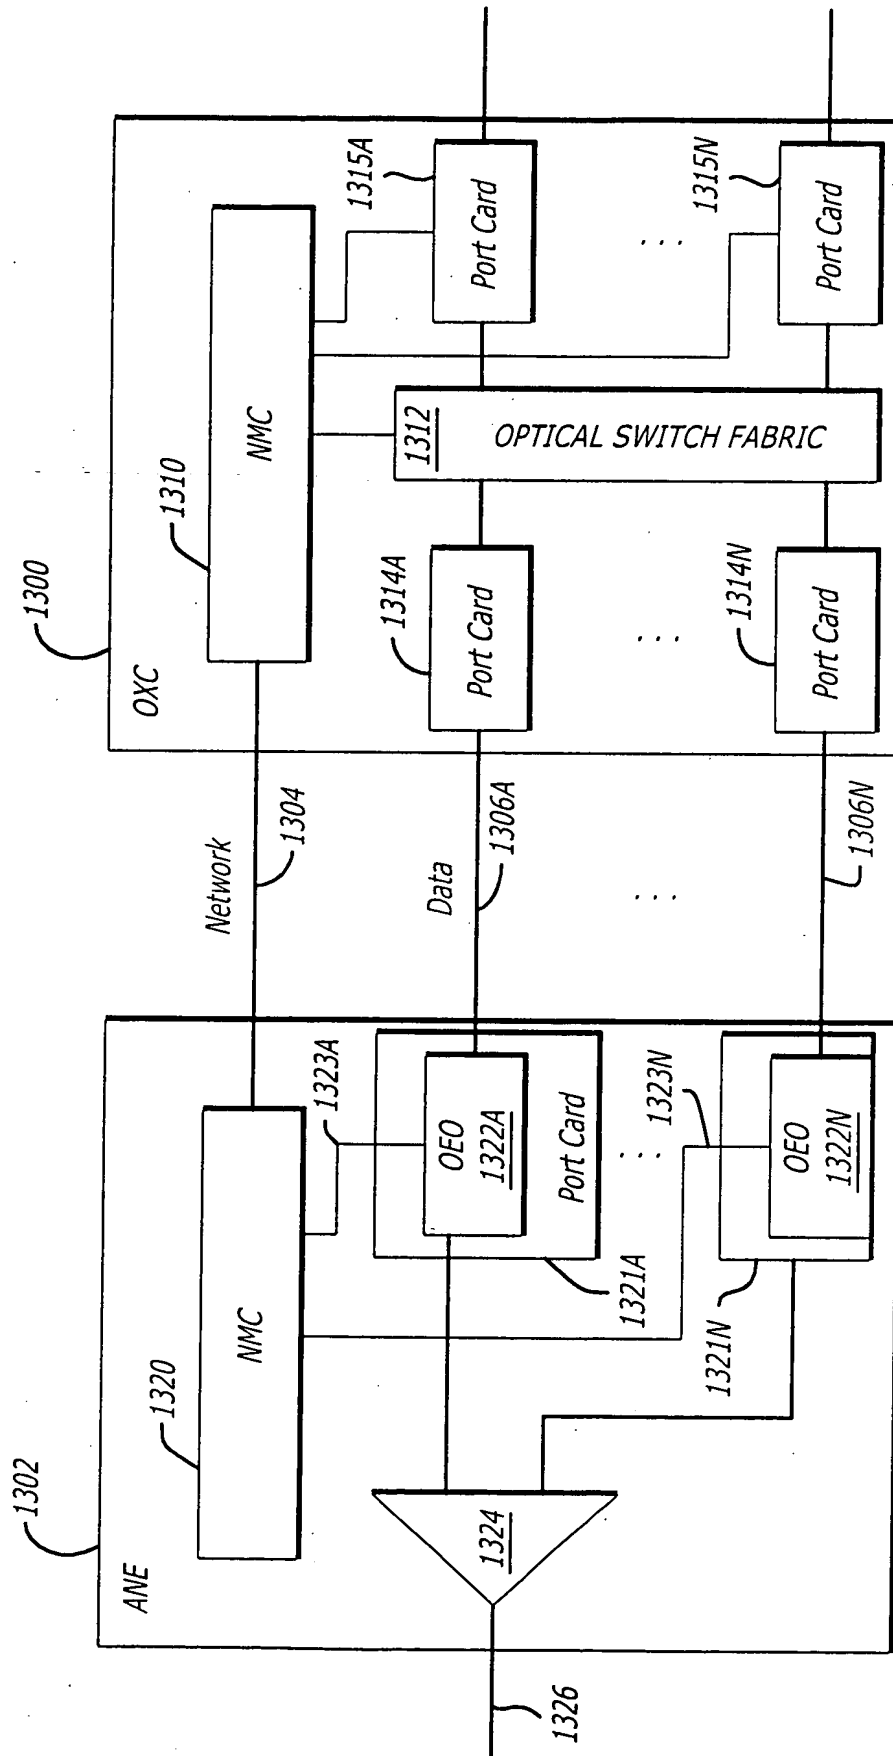 1302
ANE
1320
NMC
1323A
OEO
1322A
Port Card
1321A
. . .
1323N
OEO
1322N
1321N
1324
1326
Network
1304
Data
1306A
. . .
1306N
1300
OXC
1310
NMC
1314A
Port Card
. . .
1314N
Port Card
1312
OPTICAL SWITCH FABRIC
1315A
Port Card
. . .
1315N
Port Card